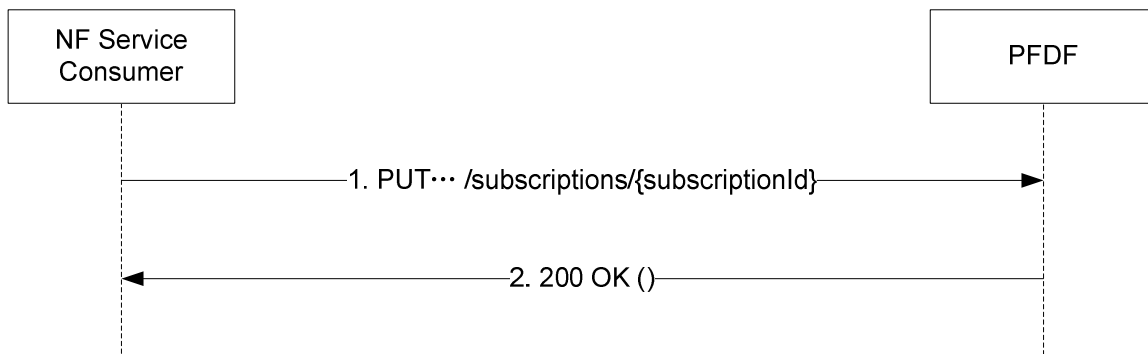 NF Service
Consumer
PFDF
1. PUT··· /subscriptions/{subscriptionId}
2. 200 OK ()